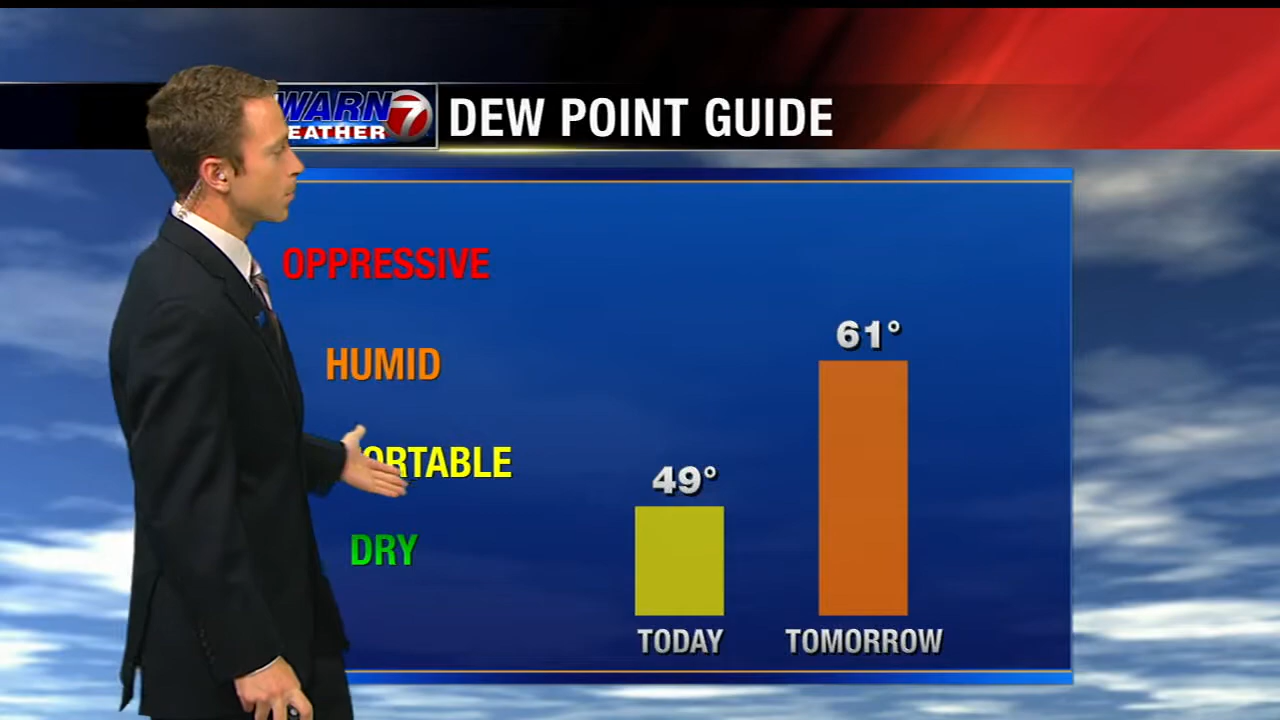 WARN 7
EATHER
DEW POINT GUIDE
OPPRESSIVE
HUMID
ORTABLE
DRY
61°
49°
TODAY
TOMORROW